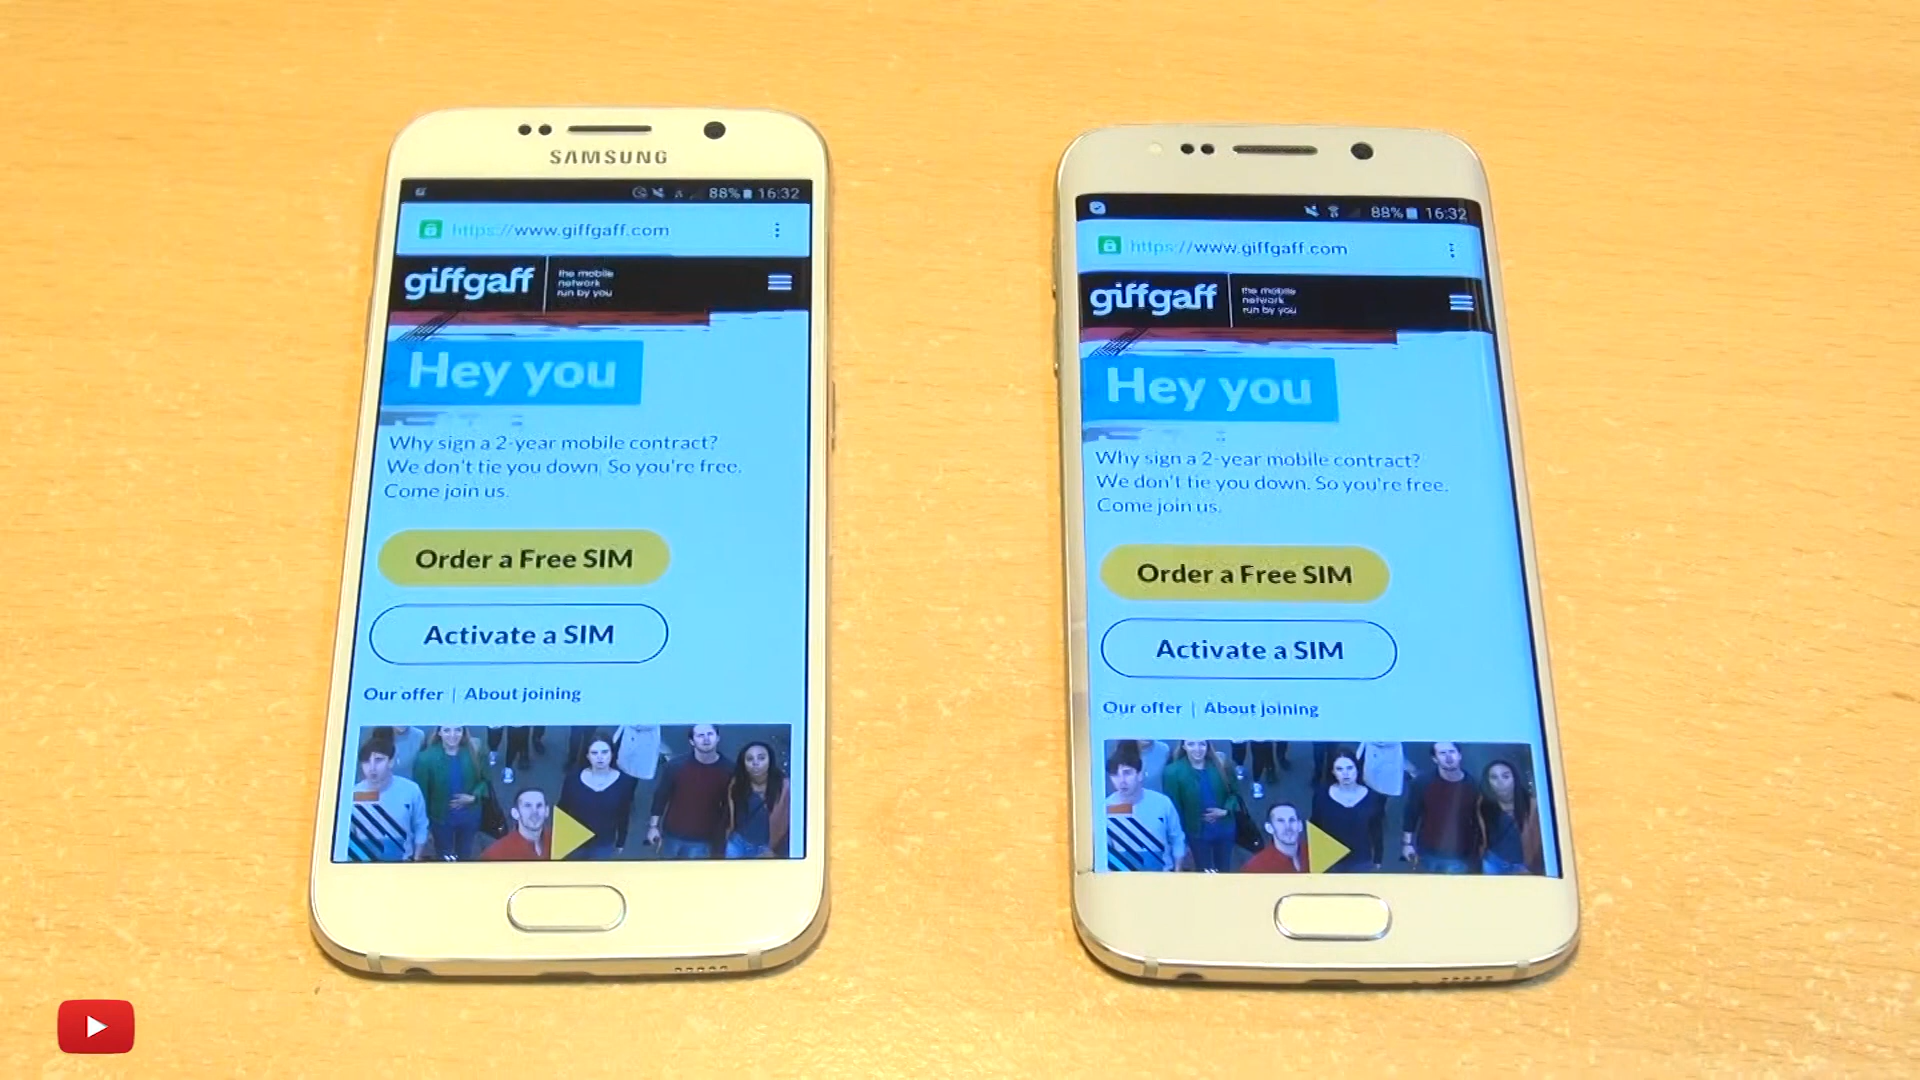 SAMSUNG
88% 16:32
https://www.giffgaff.com
giffgaff
the mobile
network
run by you
Hey you
Why sign a 2-year mobile contract?
We don't tie you down. So you're free.
Come join us.
Order a Free SIM
Activate a SIM
Our offer | About joining
88% 16:32
https://www.giffgaff.com
giffgaff
the mobile
network
run by you
Hey you
Why sign a 2-year mobile contract?
We don't tie you down. So you're free.
Come join us.
Order a Free SIM
Activate a SIM
Our offer | About joining